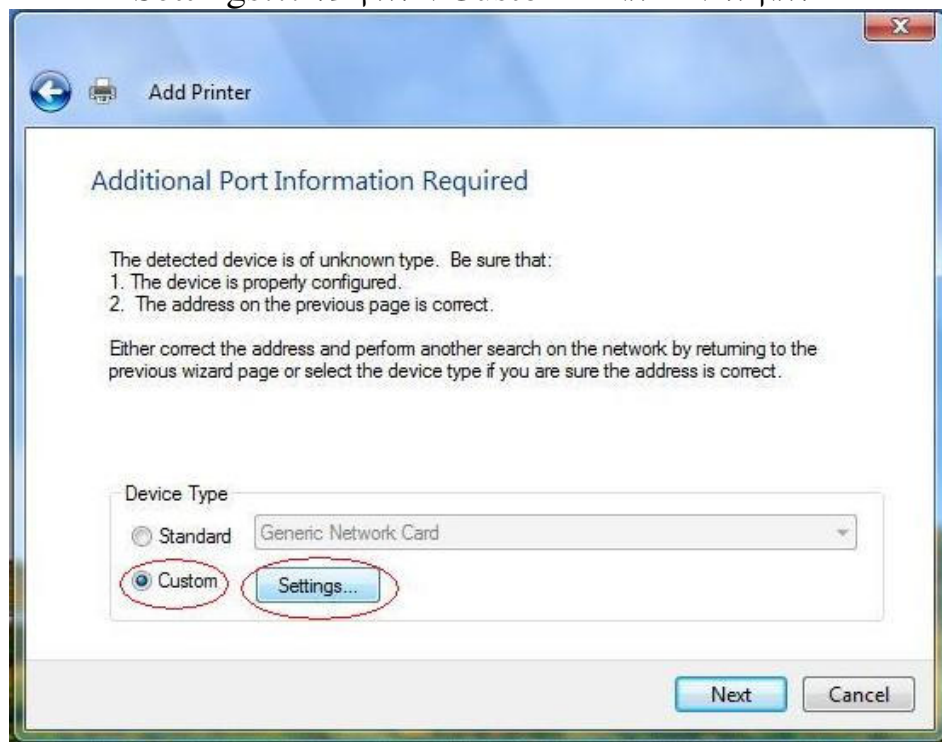 Settings...
Custom
Add Printer
Additional Port Information Required
The detected device is of unknown type. Be sure that:
1. The device is properly configured.
2. The address on the previous page is correct.
Either correct the address and perform another search on the network by returning to the
previous wizard page or select the device type if you are sure the address is correct.
Device Type
Standard
Generic Network Card
Custom
Settings...
Next
Cancel